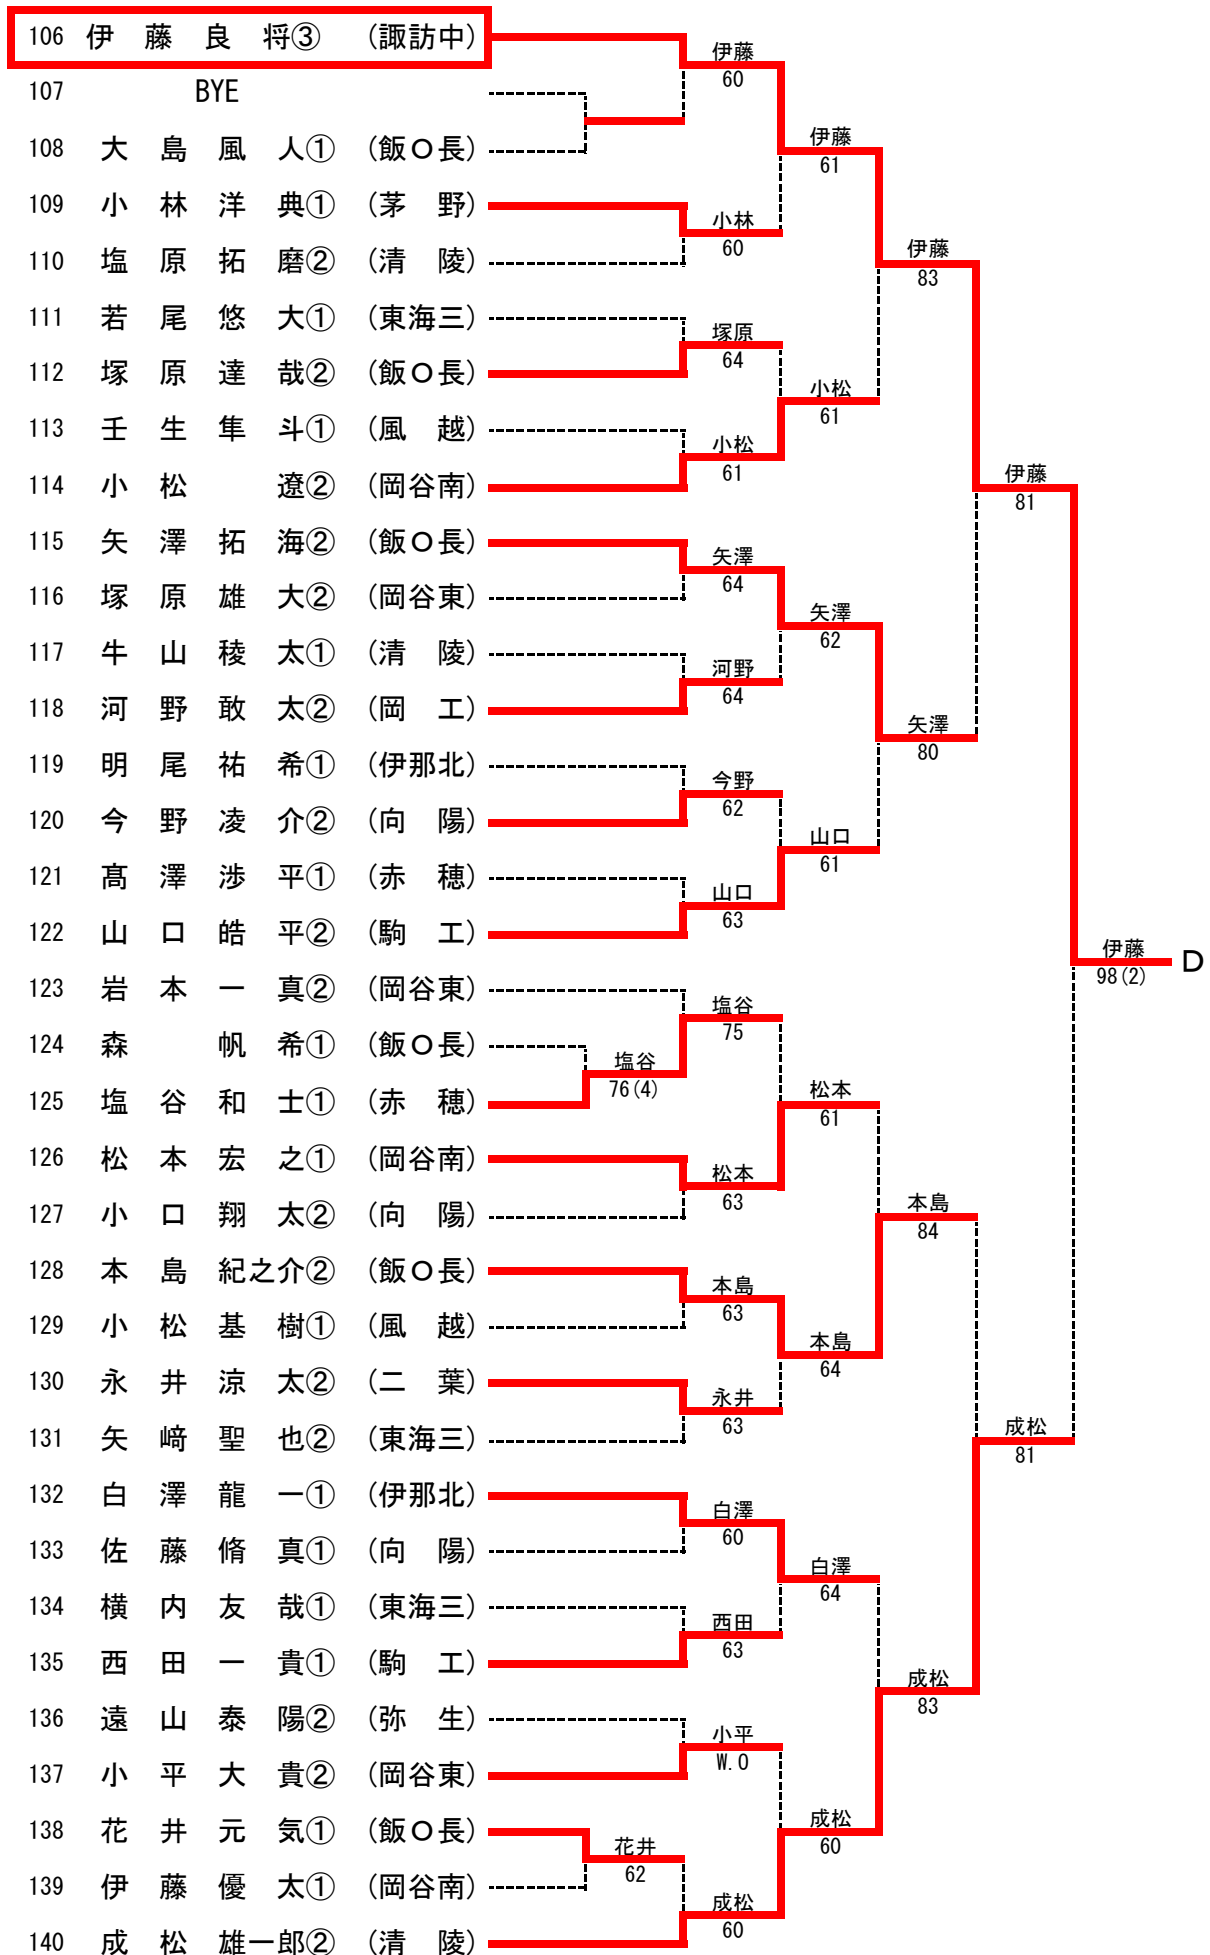 106 伊藤良将③ (諏訪中)
伊藤
60
107 BYE
108 大島風人① (飯O長)
伊藤
61
109 小林洋典① (茅野)
小林
60
110 塩原拓磨② (清陵)
伊藤
83
111 若尾悠大① (東海三)
塚原
64
112 塚原達哉② (飯O長)
小松
61
113 壬生隼斗① (風越)
小松
61
114 小松遼② (岡谷南)
伊藤
81
115 矢澤拓海② (飯O長)
矢澤
64
116 塚原雄大② (岡谷東)
矢澤
62
117 牛山稜太① (清陵)
河野
64
118 河野敢太② (岡工)
矢澤
80
119 明尾祐希① (伊那北)
今野
62
120 今野凌介② (向陽)
山口
61
121 髙澤渉平① (赤穂)
山口
63
122 山口皓平② (駒工)
伊藤
98(2)
D
123 岩本一真② (岡谷東)
塩谷
75
124 森帆希① (飯O長)
塩谷
76(4)
125 塩谷和士① (赤穂)
松本
61
126 松本宏之① (岡谷南)
松本
63
127 小口翔太② (向陽)
本島
84
128 本島紀之介② (飯O長)
本島
63
129 小松基樹① (風越)
本島
64
130 永井涼太② (二葉)
永井
63
131 矢﨑聖也② (東海三)
成松
81
132 白澤龍一① (伊那北)
白澤
60
133 佐藤脩真① (向陽)
白澤
64
134 横内友哉① (東海三)
西田
63
135 西田一貴① (駒工)
成松
83
136 遠山泰陽② (弥生)
小平
W.O
137 小平大貴② (岡谷東)
成松
60
138 花井元気① (飯O長)
花井
62
139 伊藤優太① (岡谷南)
成松
60
140 成松雄一郎② (清陵)